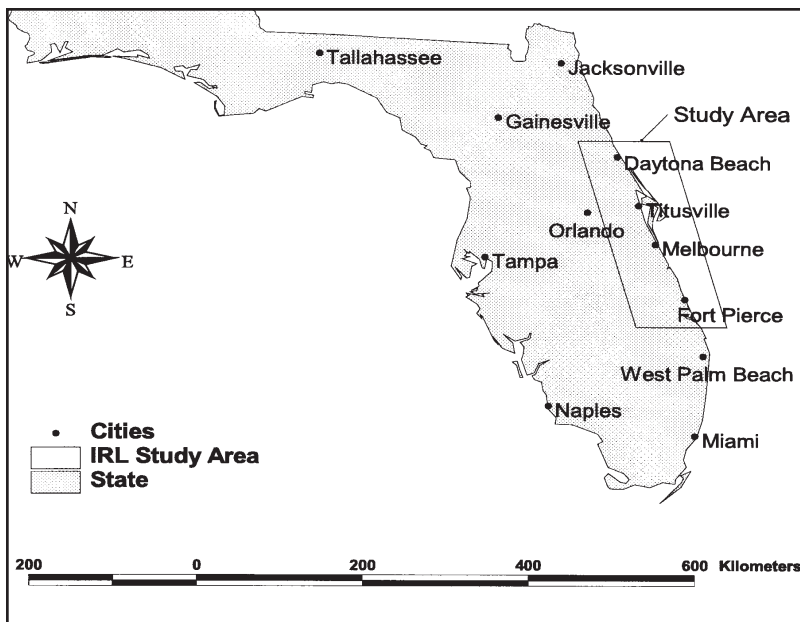 Tallahassee
Jacksonville
Gainesville
Study Area
Daytona Beach
Titusville
Orlando
Melbourne
Tampa
Fort Pierce
West Palm Beach
Naples
Miami
N
W E
S
Cities
IRL Study Area
State
200 0 200 400 600 Kilometers